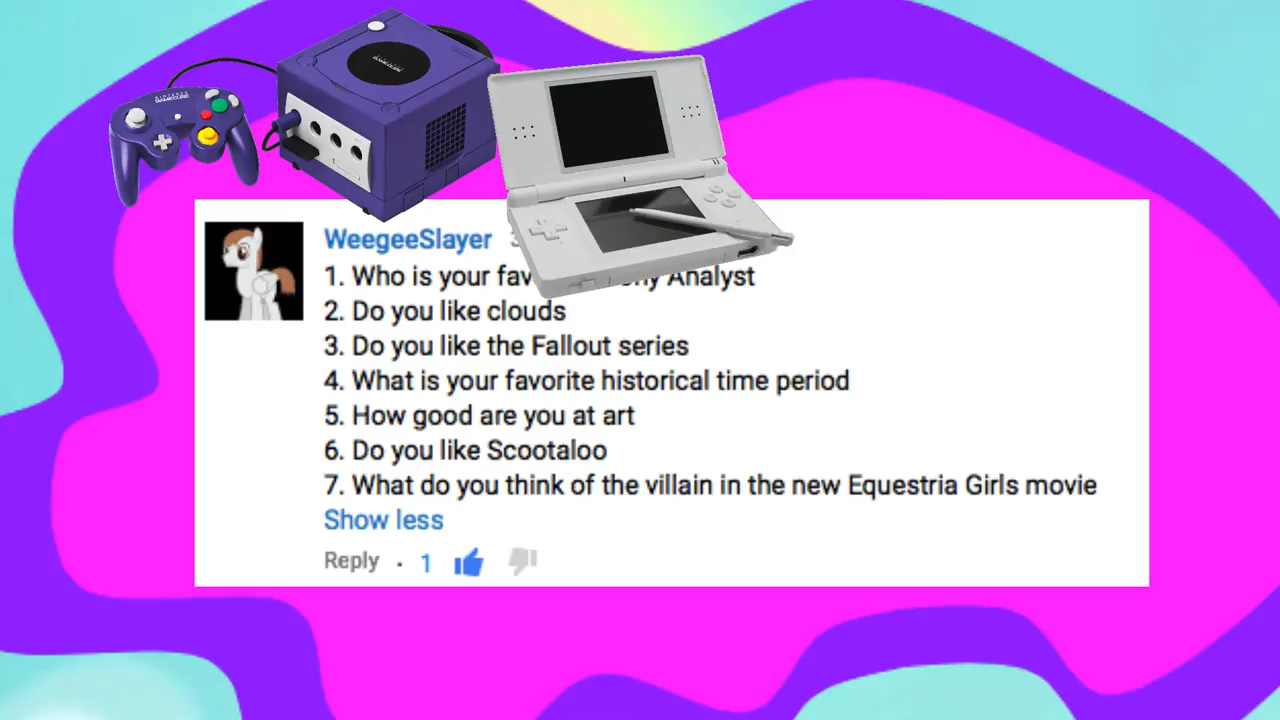 NINTENDO
GAMECUBE
WeegeeSlayer
1. Who is your Analyst
2. Do you like clouds
3. Do you like the Fallout series
4. What is your favorite historical time period
5. How good are you at art
6. Do you like Scootaloo
7. What do you think of the villain in the new Equestria Girls movie
Show less
Reply · 1